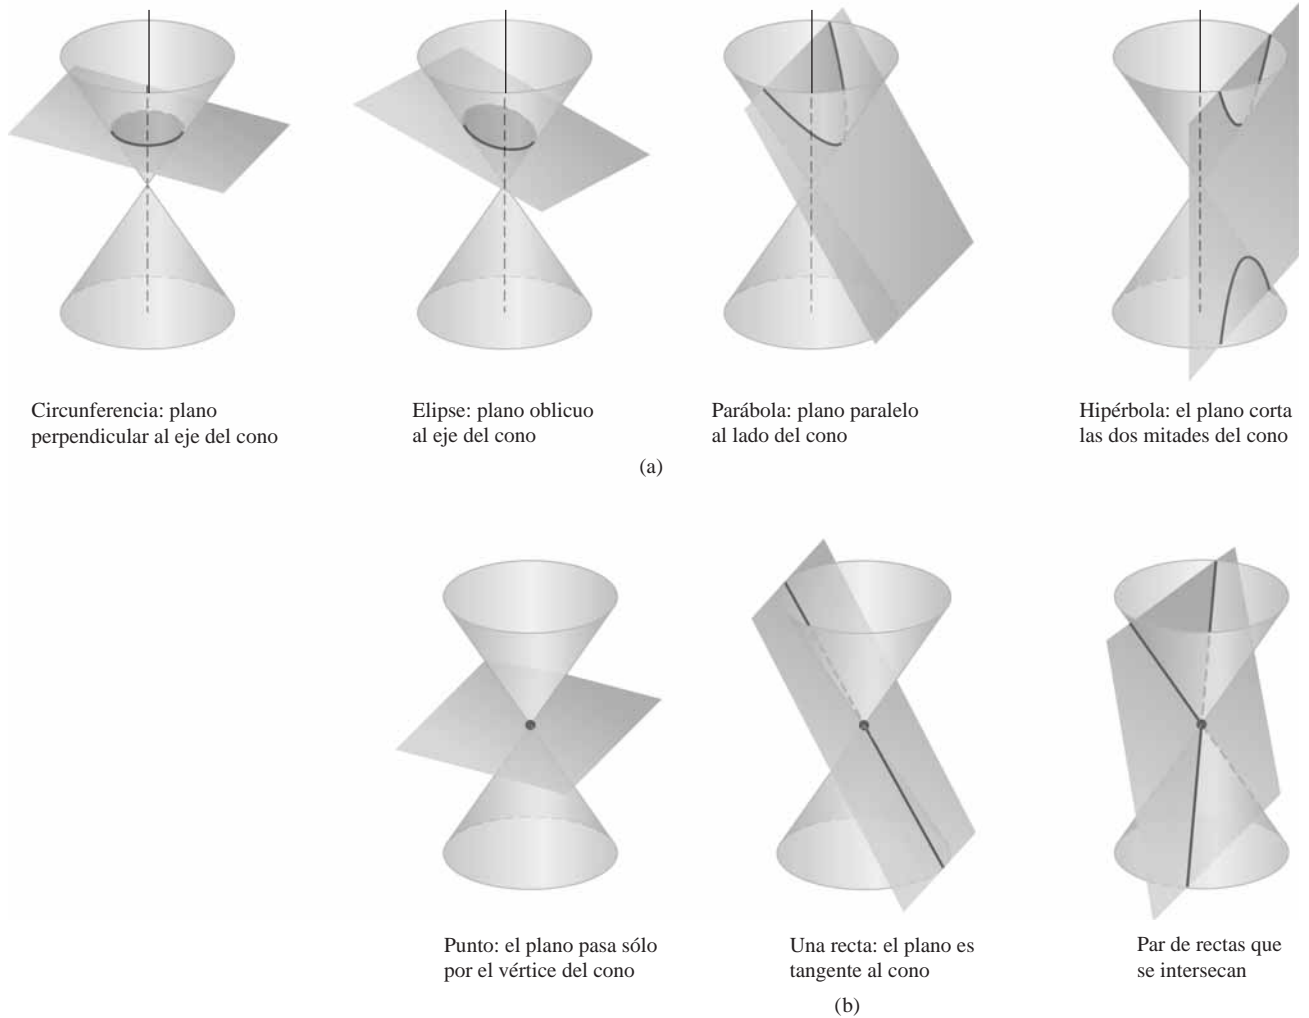 Circunferencia: plano
perpendicular al eje del cono
Elipse: plano oblicuo
al eje del cono
Parábola: plano paralelo
al lado del cono
Hipérbola: el plano corta
las dos mitades del cono
(a)
Punto: el plano pasa sólo
por el vértice del cono
Una recta: el plano es
tangente al cono
Par de rectas que
se intersecan
(b)